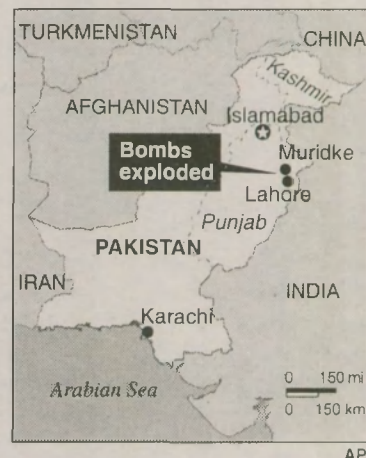 TURKMENISTAN
CHINA
Kashmir
AFGHANISTAN
Islamabad
Bombs
exploded
Muridke
Lahore
Punjab
PAKISTAN
IRAN
INDIA
Karachi
Arabian Sea
0 150 mi
0 150 km
AP